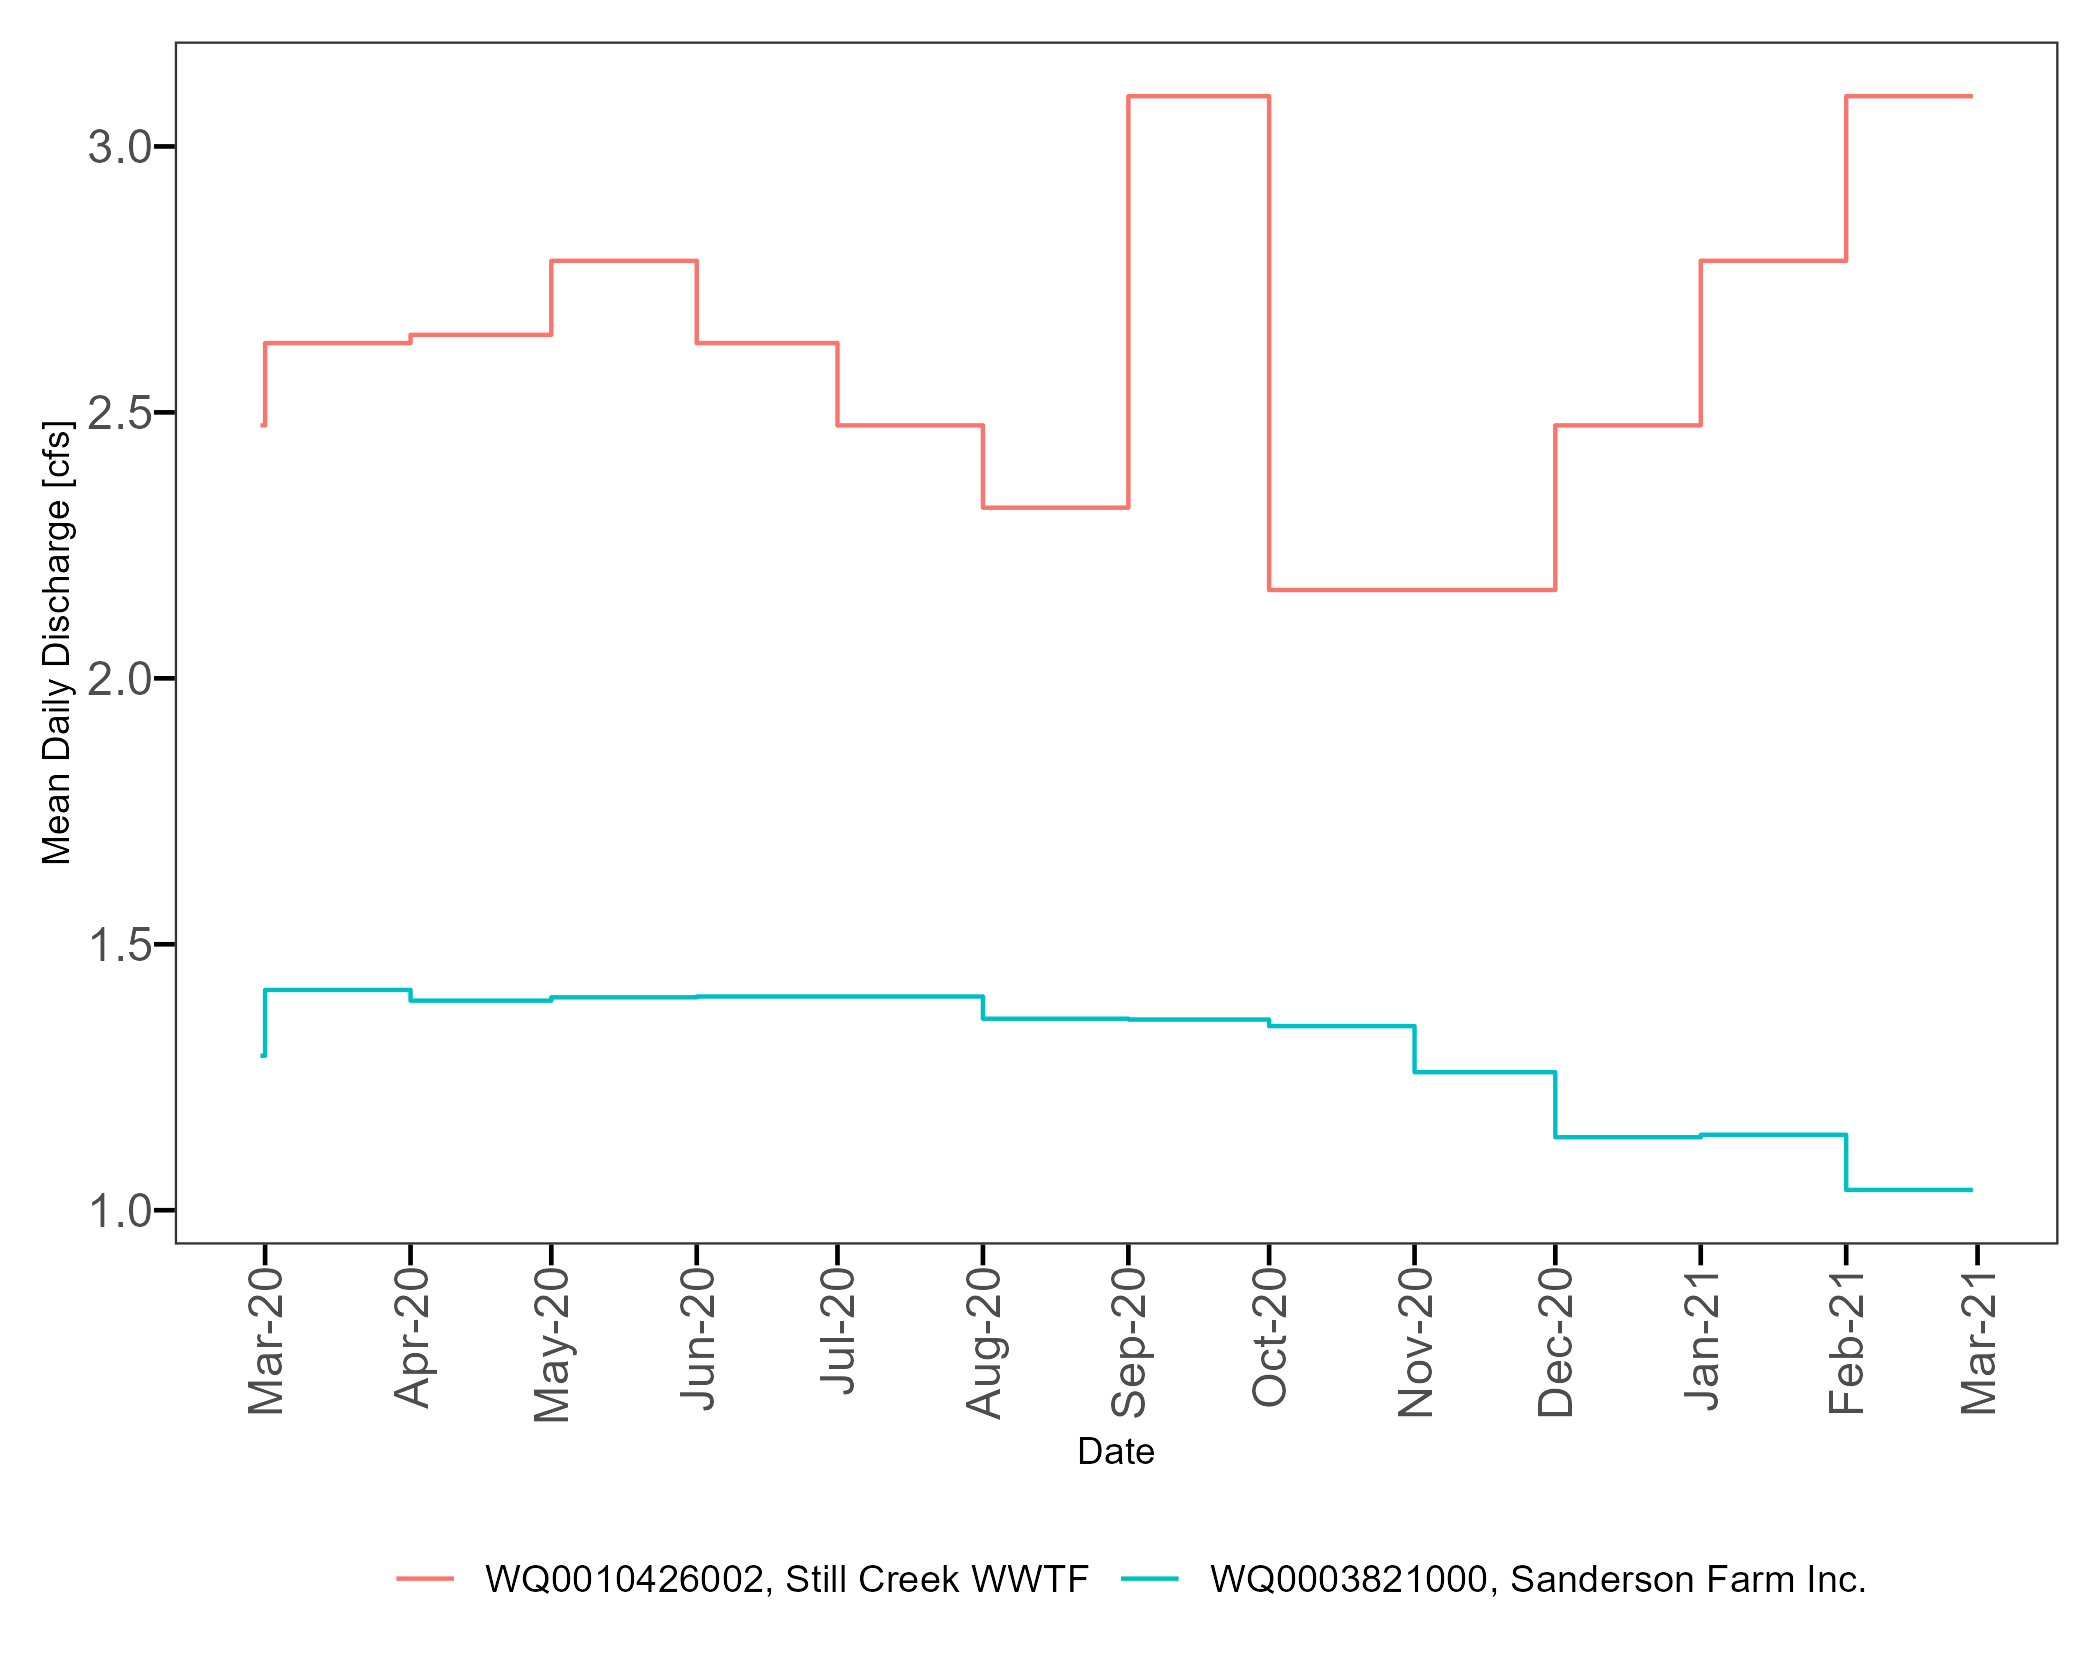 Mean Daily Discharge [cfs]
3.0
2.5
2.0
1.5
1.0
Mar-20
Apr-20
May-20
Jun-20
Jul-20
Aug-20
Sep-20
Oct-20
Nov-20
Dec-20
Jan-21
Feb-21
Mar-21
Date
WQ0010426002, Still Creek WWTF
WQ0003821000, Sanderson Farm Inc.